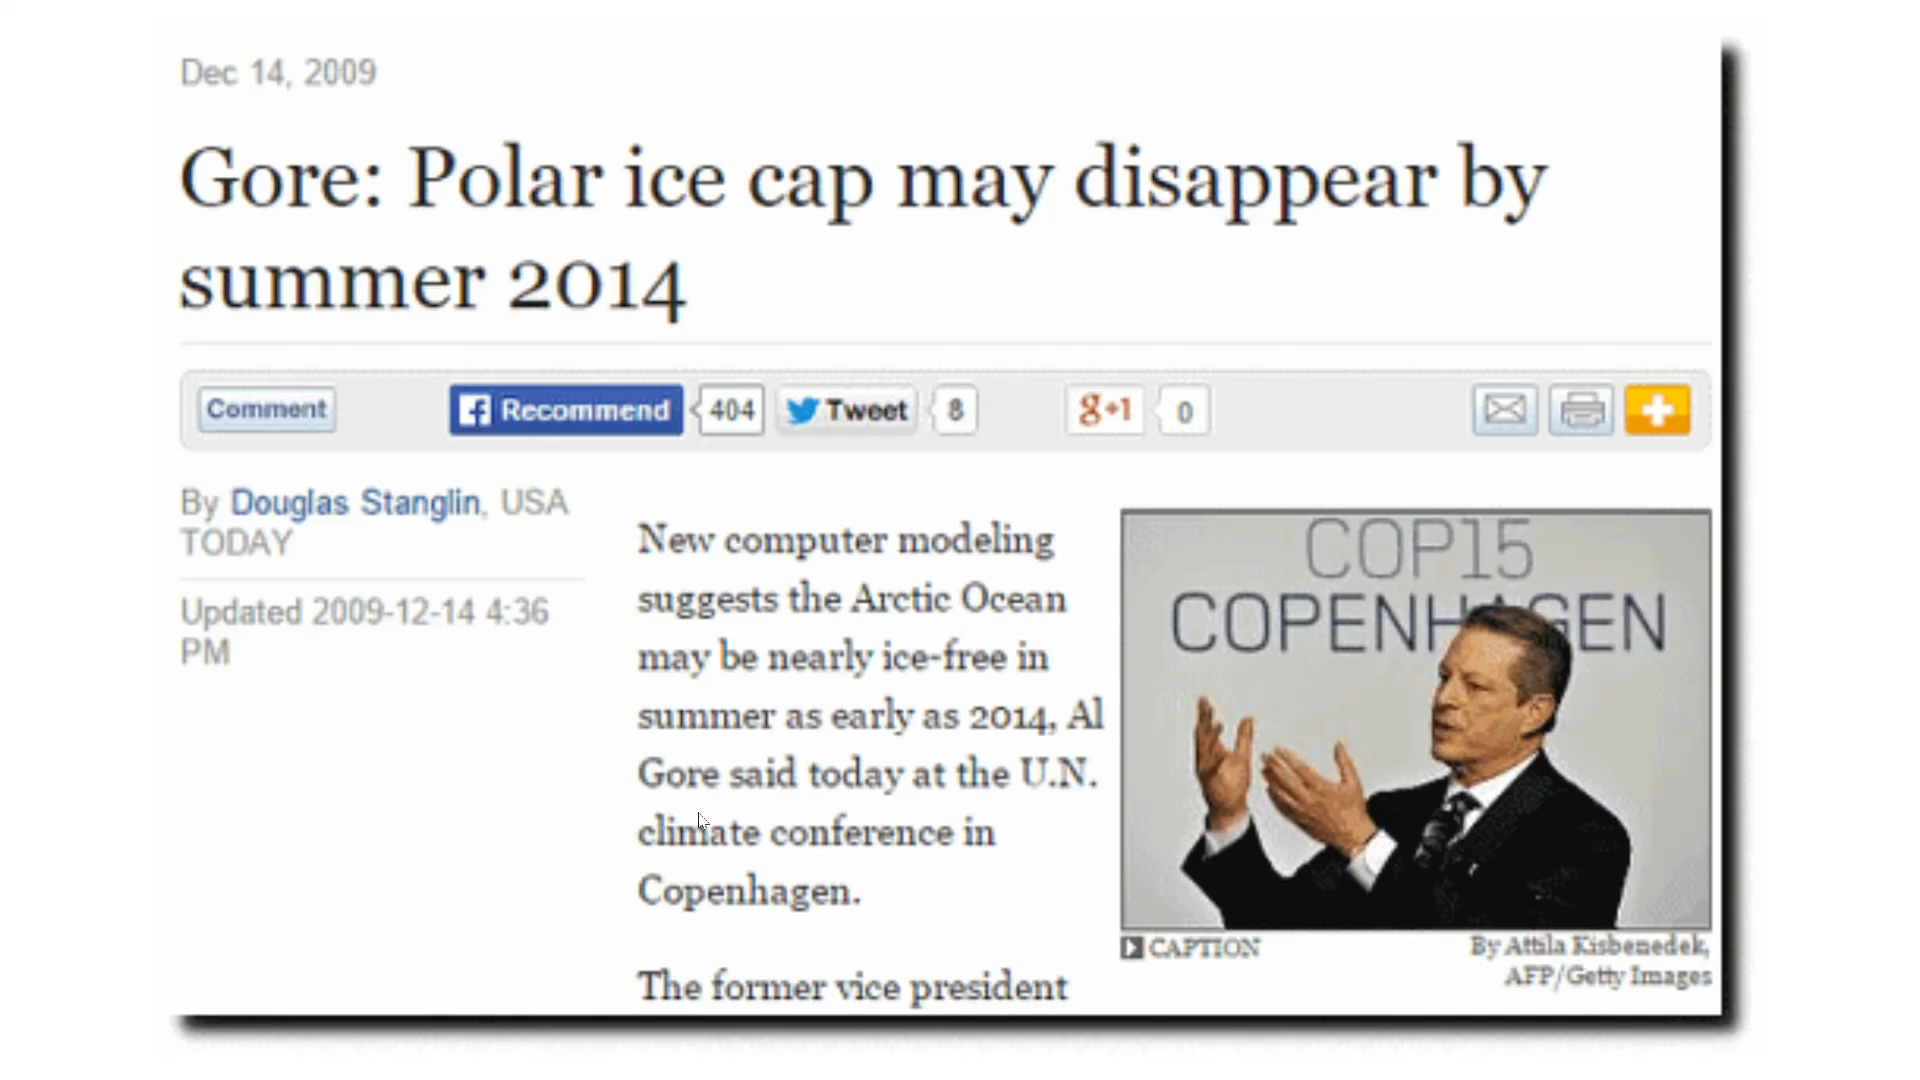 Dec 14, 2009
Gore: Polar ice cap may disappear by
summer 2014
Comment
Recommend
404
Tweet
8
g+1
0
By Douglas Stanglin, USA
TODAY
Updated 2009-12-14 4:36
PM
New computer modeling
suggests the Arctic Ocean
may be nearly ice-free in
summer as early as 2014, Al
Gore said today at the U.N.
climate conference in
Copenhagen.
The former vice president
COP15
COPENHAGEN
CAPTION
By Attila Kisbenedek,
AFP/Getty Images